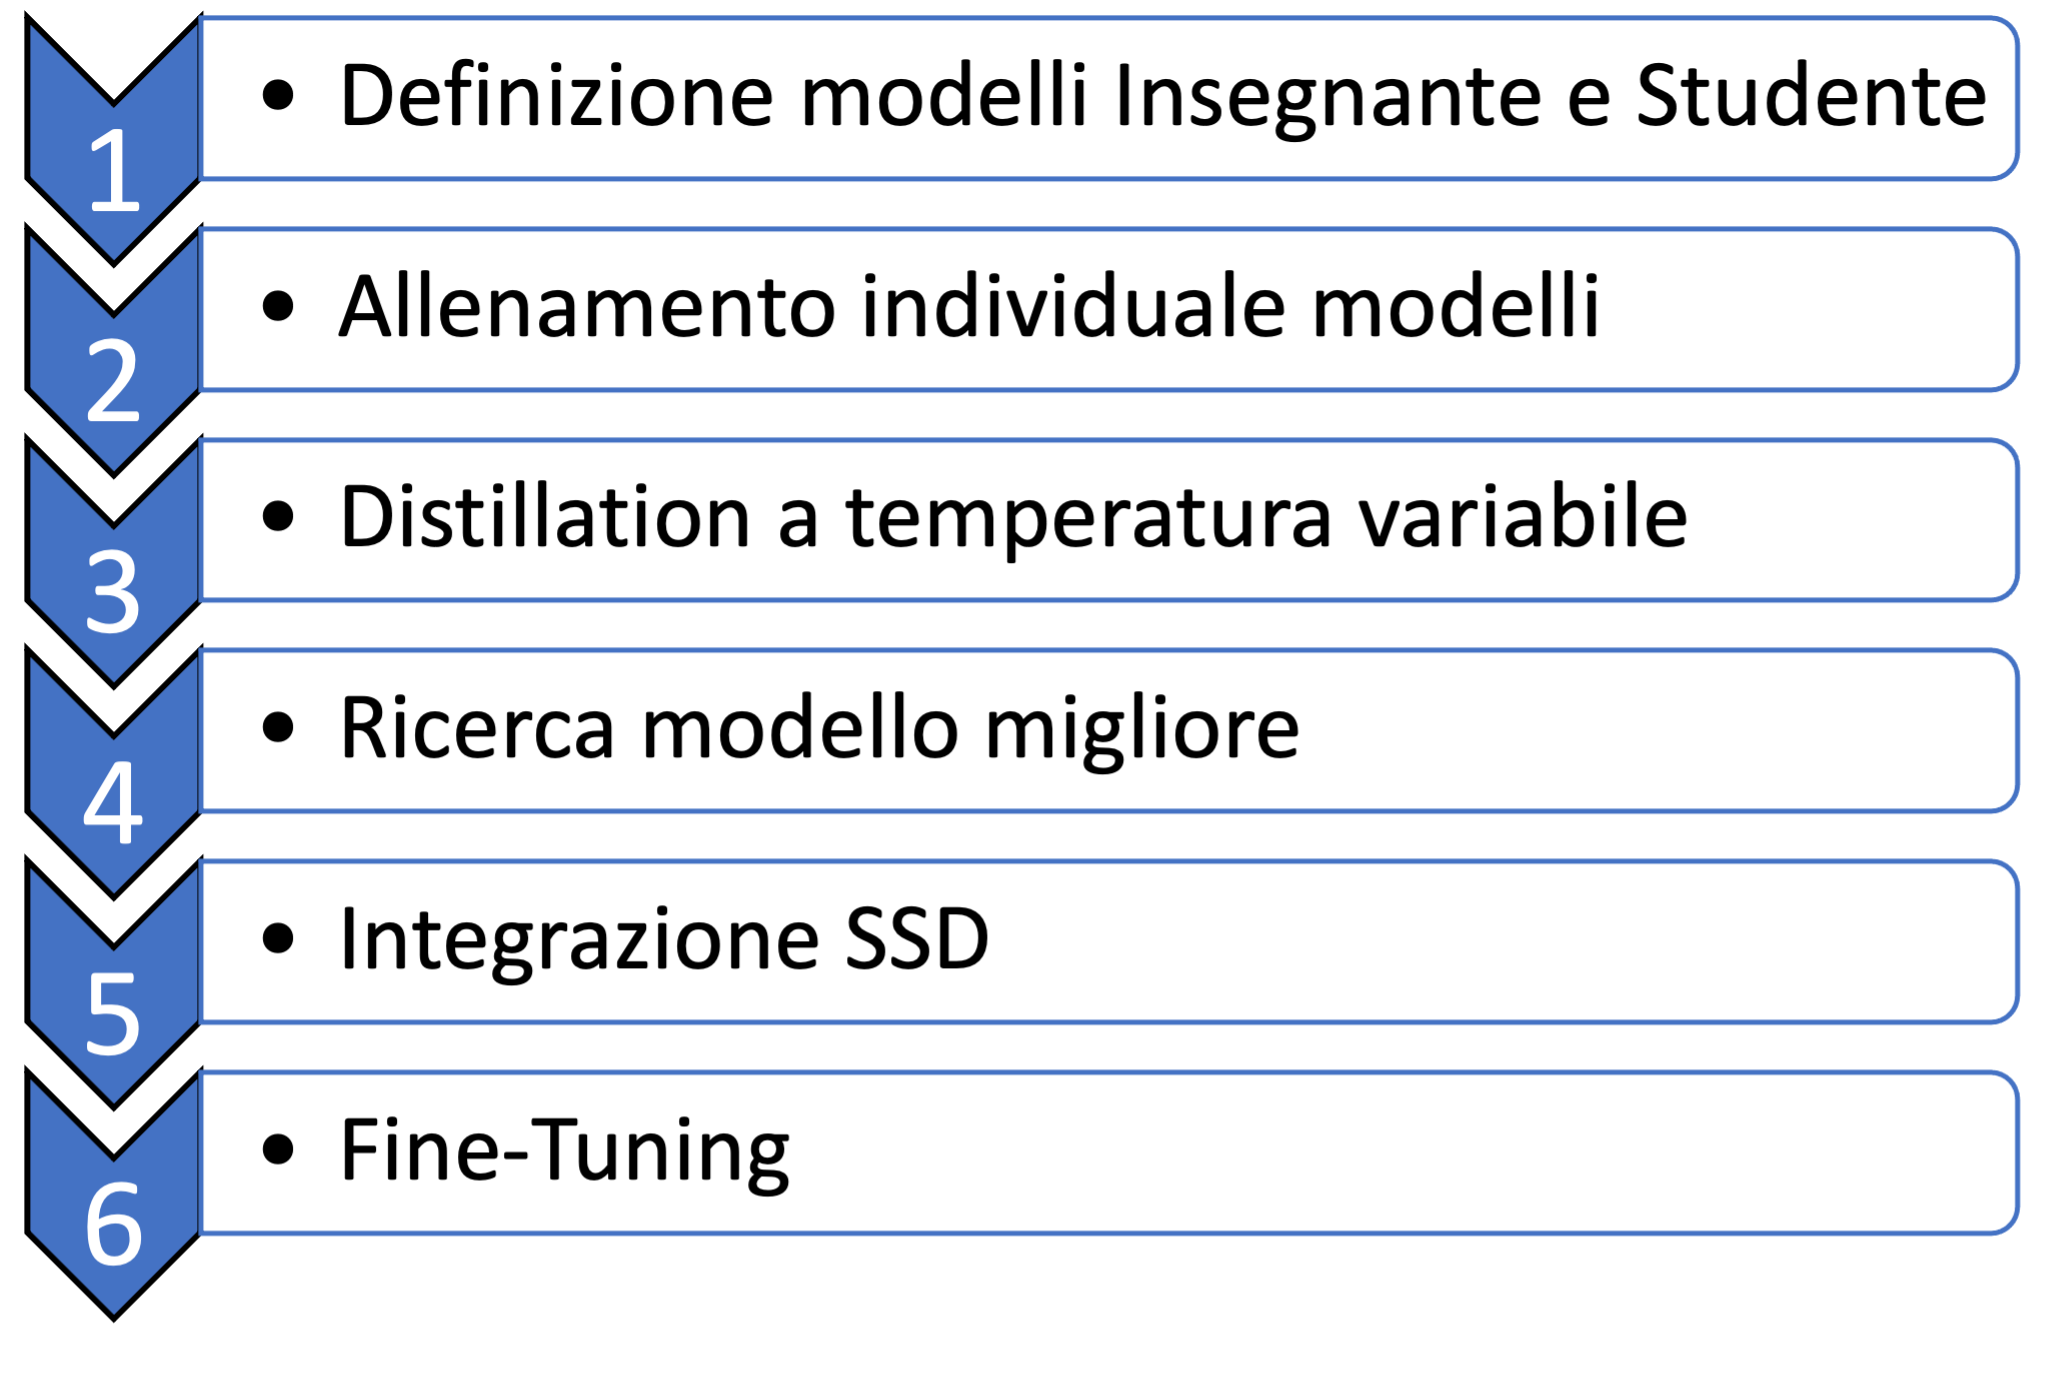 1
• Definizione modelli Insegnante e Studente
2
• Allenamento individuale modelli
3
• Distillation a temperatura variabile
4
• Ricerca modello migliore
5
• Integrazione SSD
6
• Fine-Tuning